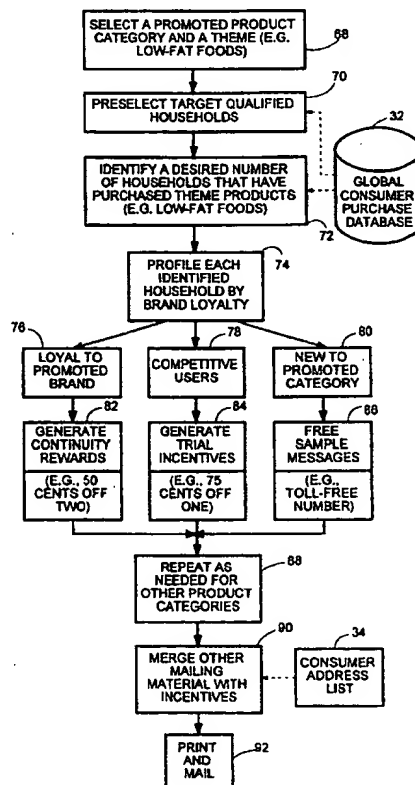 SELECT A PROMOTED PRODUCT
CATEGORY AND A THEME (E.G.
LOW-FAT FOODS)
68
70
PRESELECT TARGET QUALIFIED
HOUSEHOLDS
32
GLOBAL
CONSUMER
PURCHASE
DATABASE
IDENTIFY A DESIRED NUMBER
OF HOUSEHOLDS THAT HAVE
PURCHASED THEME PRODUCTS
(E.G. LOW-FAT FOODS)
72
74
PROFILE EACH
IDENTIFIED
HOUSEHOLD BY
BRAND LOYALTY
76
LOYAL TO
PROMOTED
BRAND
78
COMPETITIVE
USERS
80
NEW TO
PROMOTED
CATEGORY
82
GENERATE
CONTINUITY
REWARDS
(E.G., 50
CENTS OFF
TWO)
84
GENERATE
TRIAL
INCENTIVES
(E.G., 75
CENTS OFF
ONE)
86
FREE
SAMPLE
MESSAGES
(E.G.,
TOLL-FREE
NUMBER)
88
REPEAT AS
NEEDED FOR
OTHER PRODUCT
CATEGORIES
90
MERGE OTHER
MAILING
MATERIAL WITH
INCENTIVES
34
CONSUMER
ADDRESS
LIST
PRINT
AND
MAIL
92